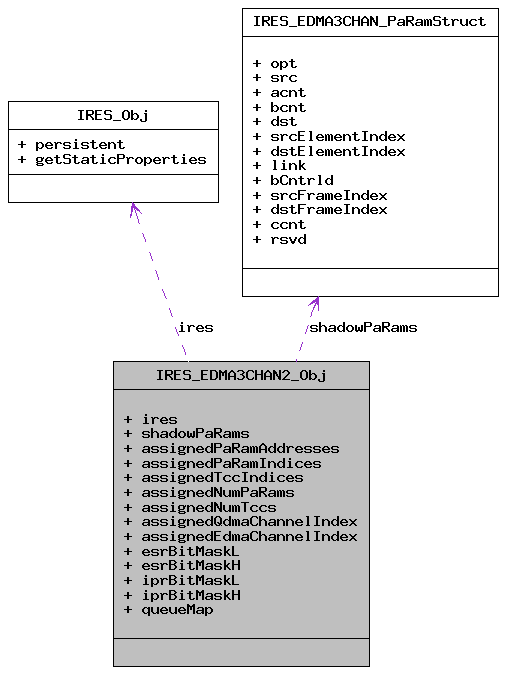 IRES_EDMA3CHAN_PaRamStruct
+ opt
+ src
+ acnt
+ bcnt
+ dst
+ srcElementIndex
+ dstElementIndex
+ link
+ bCntrld
+ srcFrameIndex
+ dstFrameIndex
+ ccnt
+ rsvd
IRES_Obj
+ persistent
+ getStaticProperties
ires
shadowPaRams
IRES_EDMA3CHAN2_Obj
+ ires
+ shadowPaRams
+ assignedPaRamAddresses
+ assignedPaRamIndices
+ assignedTccIndices
+ assignedNumPaRams
+ assignedNumTccs
+ assignedQdmaChannelIndex
+ assignedEdmaChannelIndex
+ esrBitMaskL
+ esrBitMaskH
+ iprBitMaskL
+ iprBitMaskH
+ queueMap